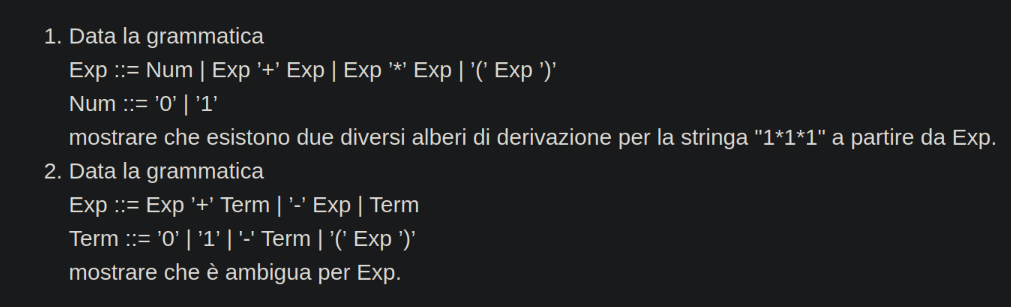 1. Data la grammatica
Exp ::= Num | Exp ’+’ Exp | Exp ’*’ Exp | ’(’ Exp ’)’
Num ::= ’0’ | ’1’
mostrare che esistono due diversi alberi di derivazione per la stringa "1*1*1" a partire da Exp.
2. Data la grammatica
Exp ::= Exp ’+’ Term | ’-’ Exp | Term
Term ::= ’0’ | ’1’ | '-' Term | ’(’ Exp ’)’
mostrare che è ambigua per Exp.